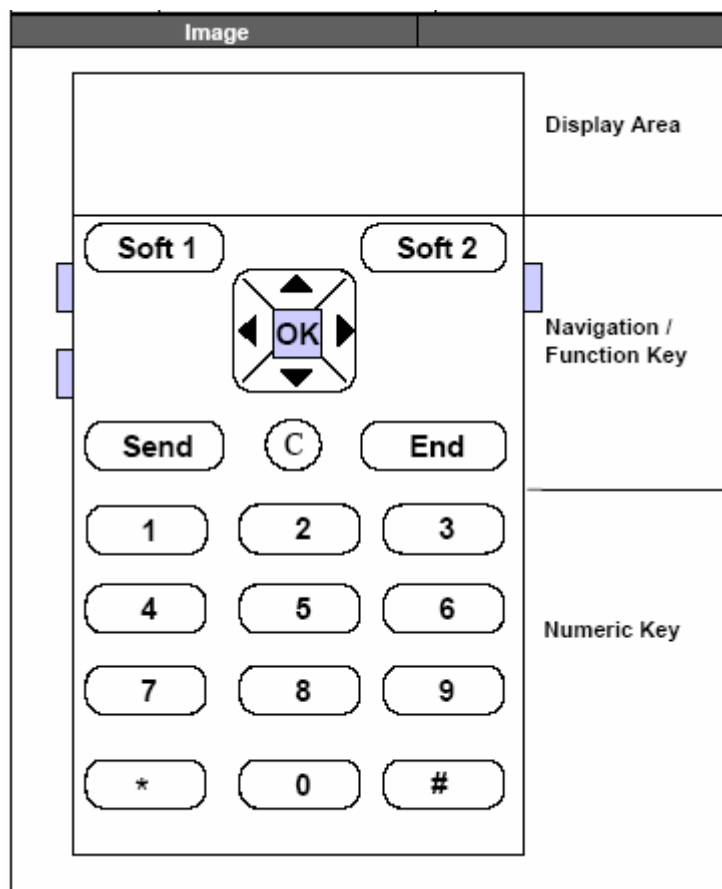 Image
Display Area
Soft 1
Soft 2
OK
Navigation /
Function Key
Send
C
End
1
2
3
4
5
6
Numeric Key
7
8
9
*
0
#